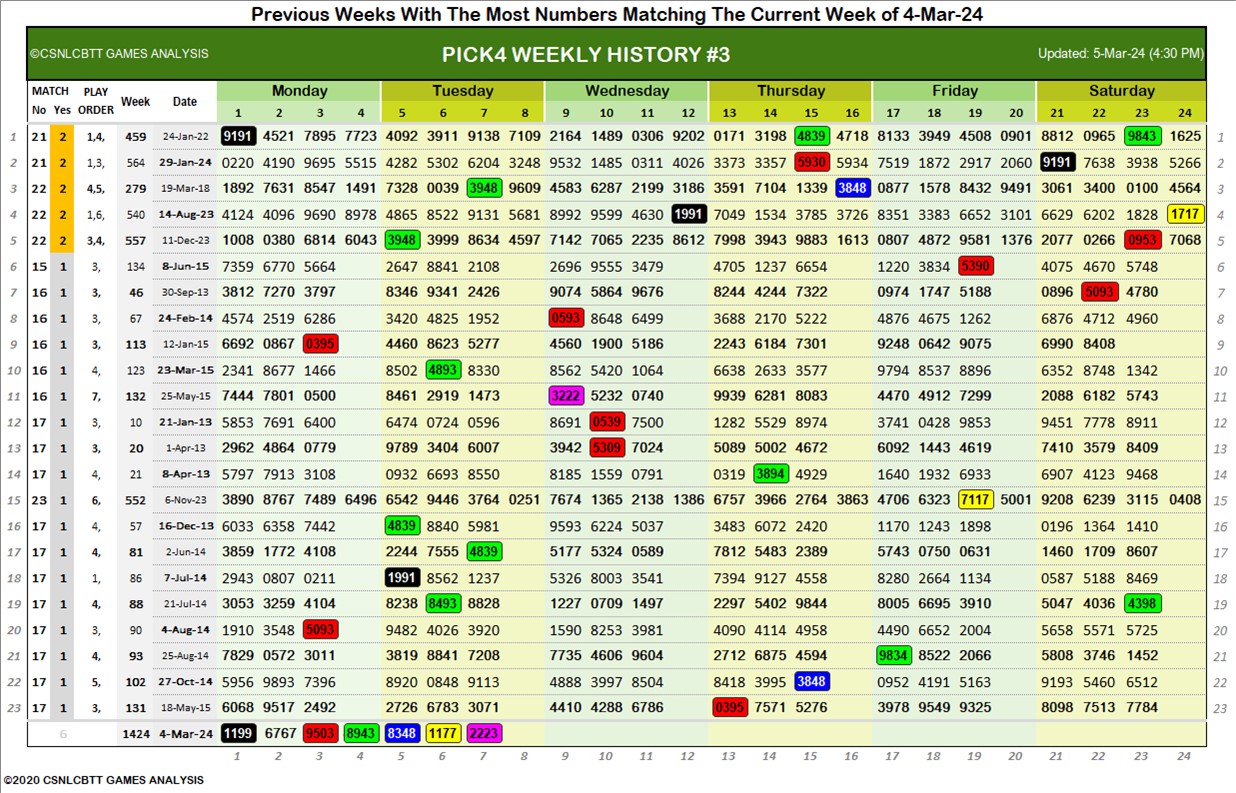 Previous Weeks With The Most Numbers Matching The Current Week of 4-Mar-24
©CSNLCBTT GAMES ANALYSIS PICK4 WEEKLY HISTORY #3 Updated: 5-Mar-24 (4:30 PM)
MATCH PLAY Week Date Monday Tuesday Wednesday Thursday Friday Saturday
No Yes ORDER 1 2 3 4 5 6 7 8 9 10 11 12 13 14 15 16 17 18 19 20 21 22 23 24
1 21 2 1,4, 459 24-Jan-22 9191 4521 7895 7723 4092 3911 9138 7109 2164 1489 0306 9202 0171 3198 4839 4718 8133 3949 4508 0901 8812 0965 9843 1625 1
2 21 2 1,3, 564 29-Jan-24 0220 4190 9695 5515 4282 5302 6204 3248 9532 1485 0311 4026 3373 3357 5930 5934 7519 1872 2917 2060 9191 7638 3938 5266 2
3 22 2 4,5, 279 19-Mar-18 1892 7631 8547 1491 7328 0039 3948 9609 4583 6287 2199 3186 3591 7104 1339 3848 0877 1578 8432 9491 3061 3400 0100 4564 3
4 22 2 1,6, 540 14-Aug-23 4124 4096 9690 8978 4865 8522 9131 5681 8992 9599 4630 1991 7049 1534 3785 3726 8351 3383 6652 3101 6629 6202 1828 1717 4
5 22 2 3,4, 557 11-Dec-23 1008 0380 6814 6043 3948 3999 8634 4597 7142 7065 2235 8612 7998 3943 9883 1613 0807 4872 9581 1376 2077 0266 0953 7068 5
6 15 1 3, 134 8-Jun-15 7359 6770 5664 2647 8841 2108 2696 9555 3479 4705 1237 6654 1220 3834 5390 4075 4670 5748 6
7 16 1 3, 46 30-Sep-13 3812 7270 3797 8346 9341 2426 9074 5864 9676 8244 4244 7322 0974 1747 5188 0896 5093 4780 7
8 16 1 3, 67 24-Feb-14 4574 2519 6286 3420 4825 1952 0593 8648 6499 3688 2170 5222 4876 4675 1262 6876 4712 4960 8
9 16 1 3, 113 12-Jan-15 6692 0867 0395 4460 8623 5277 4560 1900 5186 2243 6184 7301 9248 0642 9075 6990 8408 9
10 16 1 4, 123 23-Mar-15 2341 8677 1466 8502 4893 8330 8562 5420 1064 6638 2633 3577 9794 8537 8896 6352 8748 1342 10
11 16 1 7, 132 25-May-15 7444 7801 0500 8461 2919 1473 3222 5232 0740 9939 6281 8083 4470 4912 7299 2088 6182 5743 11
12 17 1 3, 10 21-Jan-13 5853 7691 6400 6474 0724 0596 8691 0539 7500 1282 5529 8974 3741 0428 9853 9451 7778 8911 12
13 17 1 3, 20 1-Apr-13 2962 4864 0779 9789 3404 6007 3942 5309 7024 5089 5002 4672 6092 1443 4619 7410 3579 8409 13
14 17 1 4, 21 8-Apr-13 5797 7913 3108 0932 6693 8550 8185 1559 0791 0319 3894 4929 1640 1932 6933 6907 4123 9468 14
15 23 1 6, 552 6-Nov-23 3890 8767 7489 6496 6542 9446 3764 0251 7674 1365 2138 1386 6757 3966 2764 3863 4706 6323 7117 5001 9208 6239 3115 0408 15
16 17 1 4, 57 16-Dec-13 6033 6358 7442 4839 8840 5981 9593 6224 5037 3483 6072 2420 1170 1243 1898 0196 1364 1410 16
17 17 1 4, 81 2-Jun-14 3859 1772 4108 2244 7555 4839 5177 5324 0589 7812 5483 2389 5743 0750 0631 1460 1709 8607 17
18 17 1 1, 86 7-Jul-14 2943 0807 0211 1991 8562 1237 5326 8003 3541 7394 9127 4558 8280 2664 1134 0587 5188 8469 18
19 17 1 4, 88 21-Jul-14 3053 3259 4104 8238 8493 8828 1227 0709 1497 2297 5402 9844 8005 6695 3910 5047 4036 4398 19
20 17 1 3, 90 4-Aug-14 1910 3548 5093 9482 4026 3920 1590 8253 3981 4090 4114 4958 4490 6652 2004 5658 5571 5725 20
21 17 1 4, 93 25-Aug-14 7829 0572 3011 3819 8841 7208 7735 4606 9604 2712 6875 4594 9834 8522 2066 5808 3746 1452 21
22 17 1 5, 102 27-Oct-14 5956 9893 7396 8920 0848 9113 4888 3997 8504 8418 3995 3848 0952 4191 5163 9193 5460 6512 22
23 17 1 3, 131 18-May-15 6068 9517 2492 2726 6783 3071 4410 4288 6786 0395 7571 5276 3978 9549 9325 8098 7513 7784 23
6 1424 4-Mar-24 1199 6767 9503 8943 8348 1177 2223
1 2 3 4 5 6 7 8 9 10 11 12 13 14 15 16 17 18 19 20 21 22 23 24
©2020 CSNLCBTT GAMES ANALYSIS